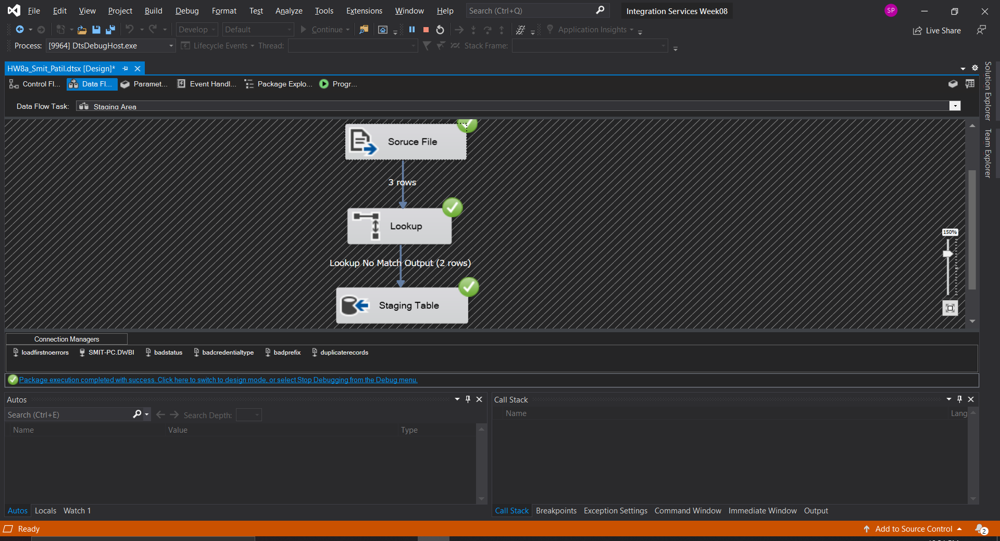 File Edit View Project Build Debug Format Test Analyze Tools Extensions Window Help Search (Ctrl+Q) Integration Services Week08 SP
Develop Default Continue Application Insights Live Share
Process: [9964] DtsDebugHost.exe Lifecycle Events Thread: Stack Frame:
HW8a_Smit_Patil.dtsx [Design]*
Control Fl... Data Fl... Paramet... Event Handl... Package Explo... Progr...
Data Flow Task: Staging Area
Soruce File
3 rows
Lookup
Lookup No Match Output (2 rows)
Staging Table
150%
Solution Explorer
Team Explorer
Connection Managers
loadfirstnoerrors SMIT-PC.DWBI badstatus badcredentialtype badprefix duplicaterecords
Package execution completed with success. Click here to switch to design mode, or select Stop Debugging from the Debug menu.
Autos
Search (Ctrl+E) Search Depth:
Name Value Type
Autos Locals Watch 1
Call Stack
Name Lang
Call Stack Breakpoints Exception Settings Command Window Immediate Window Output
Ready Add to Source Control 2